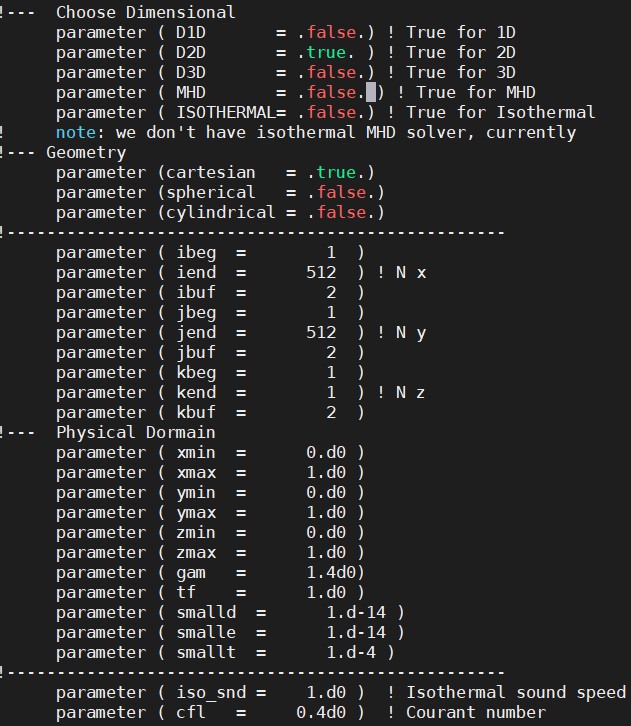 !---  Choose Dimensional
      parameter ( D1D       = .false.) ! True for 1D
      parameter ( D2D       = .true. ) ! True for 2D
      parameter ( D3D       = .false.) ! True for 3D
      parameter ( MHD       = .false. ) ! True for MHD
      parameter ( ISOTHERMAL= .false.) ! True for Isothermal
!     note: we don't have isothermal MHD solver, currently
!--- Geometry
      parameter (cartesian   = .true.)
      parameter (spherical   = .false.)
      parameter (cylindrical = .false.)
!--------------------------------------------------
      parameter ( ibeg  =        1  )
      parameter ( iend  =      512  ) ! N x
      parameter ( ibuf  =        2  )
      parameter ( jbeg  =        1  )
      parameter ( jend  =      512  ) ! N y
      parameter ( jbuf  =        2  )
      parameter ( kbeg  =        1  )
      parameter ( kend  =        1  ) ! N z
      parameter ( kbuf  =        2  )
!---  Physical Dormain
      parameter ( xmin  =      0.d0 )
      parameter ( xmax  =      1.d0 )
      parameter ( ymin  =      0.d0 )
      parameter ( ymax  =      1.d0 )
      parameter ( zmin  =      0.d0 )
      parameter ( zmax  =      1.d0 )
      parameter ( gam   =      1.4d0)
      parameter ( tf    =      1.d0 )
      parameter ( smalld  =      1.d-14 )
      parameter ( smalle  =      1.d-14 )
      parameter ( smallt  =      1.d-4 )
!--------------------------------------------------
      parameter ( iso_snd =    1.d0 )  ! Isothermal sound speed
      parameter ( cfl   =     0.4d0 )  ! Courant number